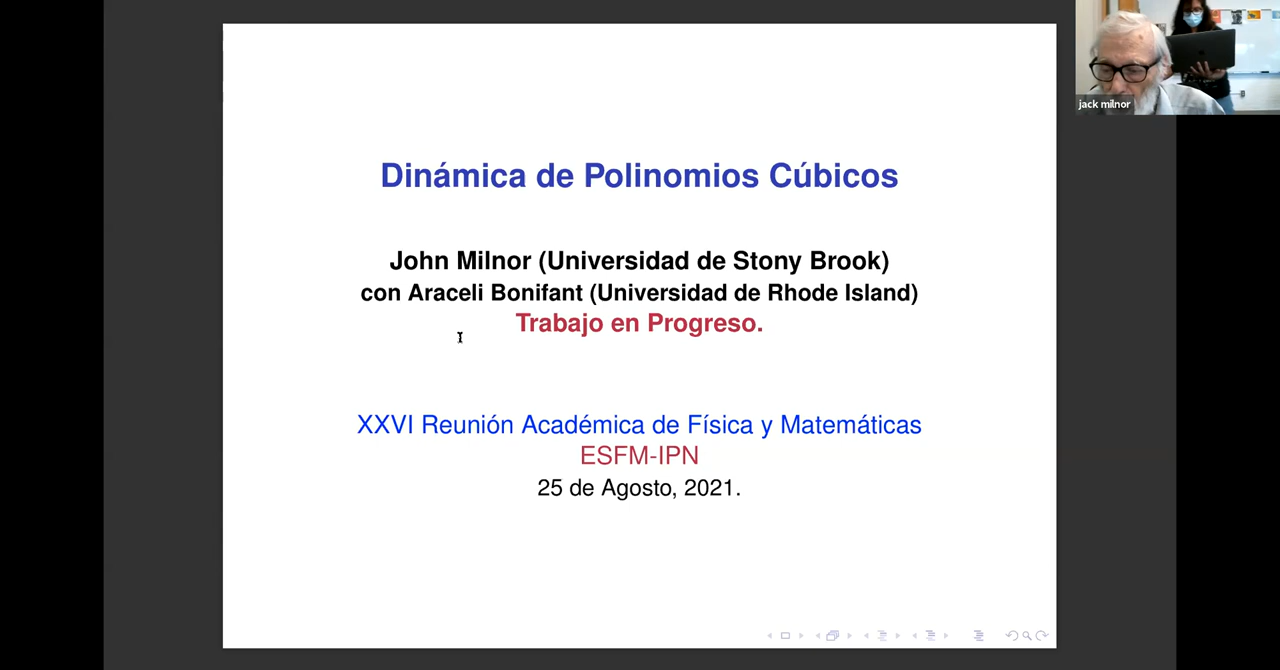 Dinámica de Polinomios Cúbicos
John Milnor (Universidad de Stony Brook)
con Araceli Bonifant (Universidad de Rhode Island)
Trabajo en Progreso.
XXVI Reunión Académica de Física y Matemáticas
ESFM-IPN
25 de Agosto, 2021.
jack milnor